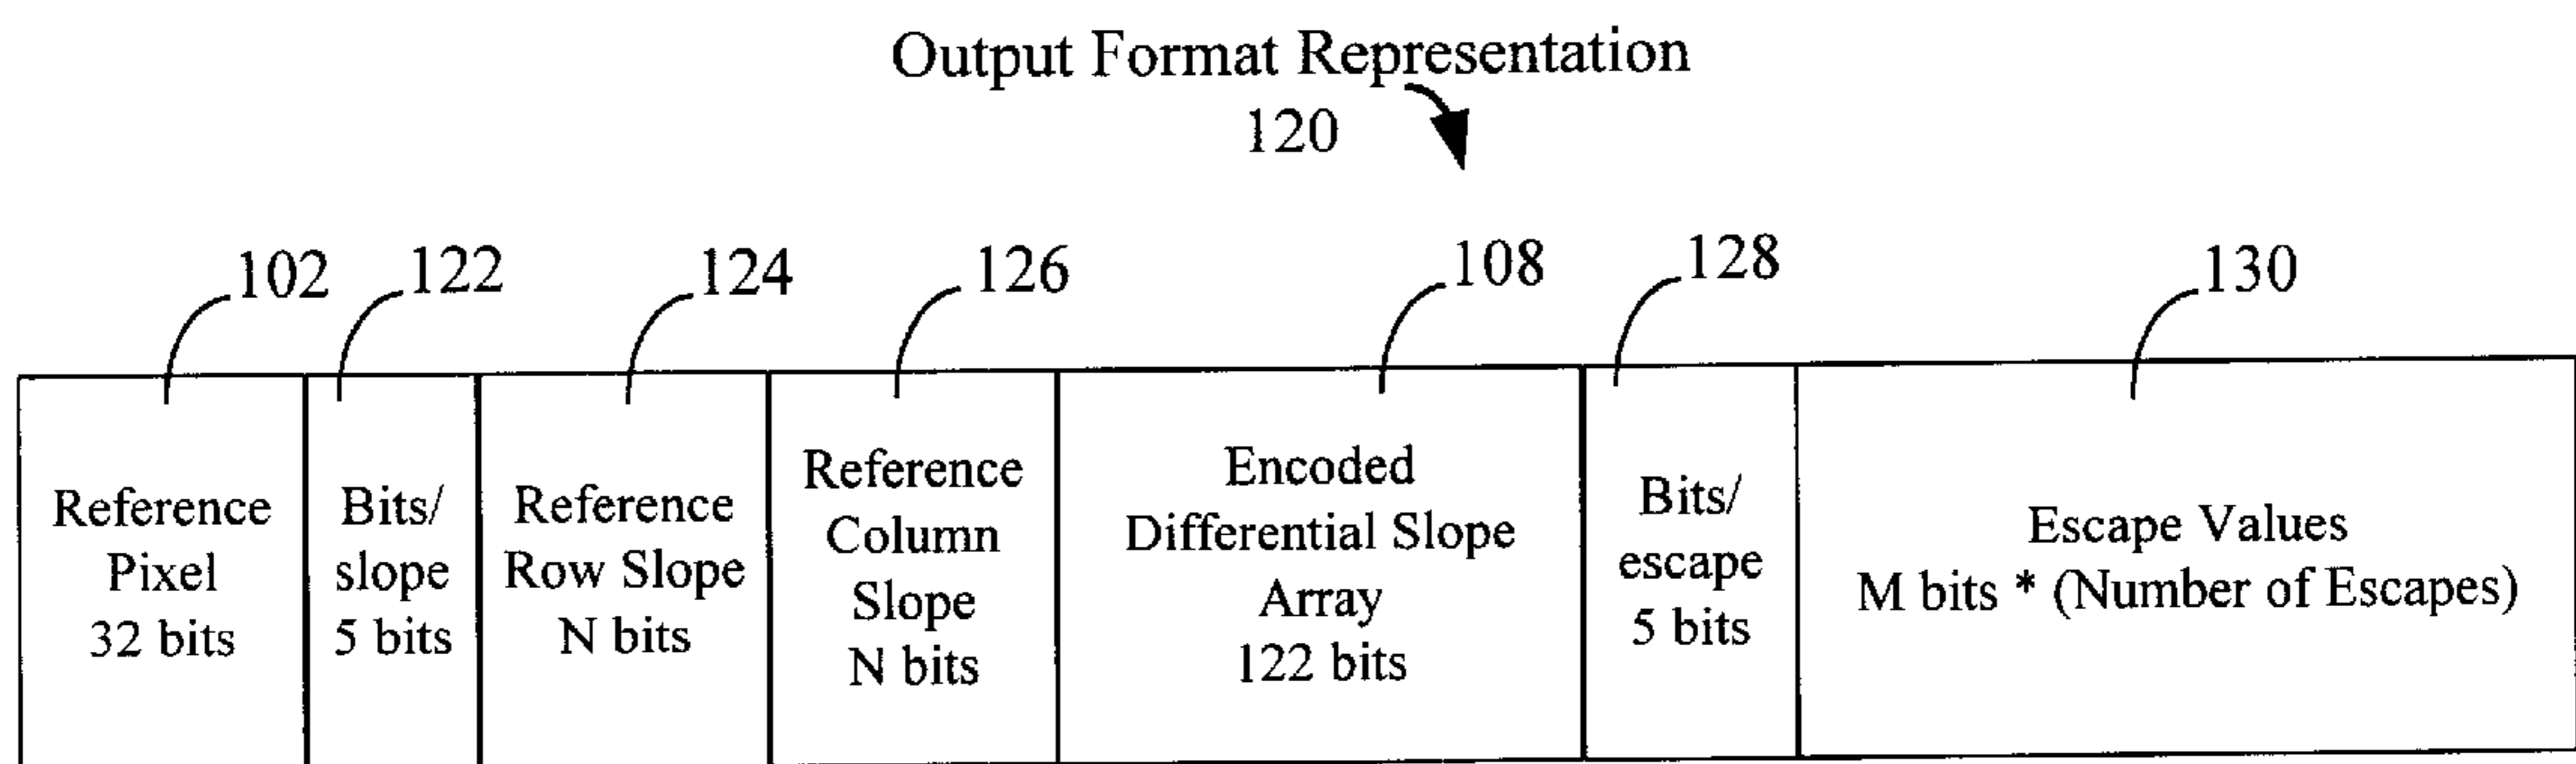 Output Format Representation
120
102
122
124
126
108
128
130
Reference
Pixel
32 bits
Bits/
slope
5 bits
Reference
Row Slope
N bits
Reference
Column
Slope
N bits
Encoded
Differential Slope
Array
122 bits
Bits/
escape
5 bits
Escape Values
M bits * (Number of Escapes)